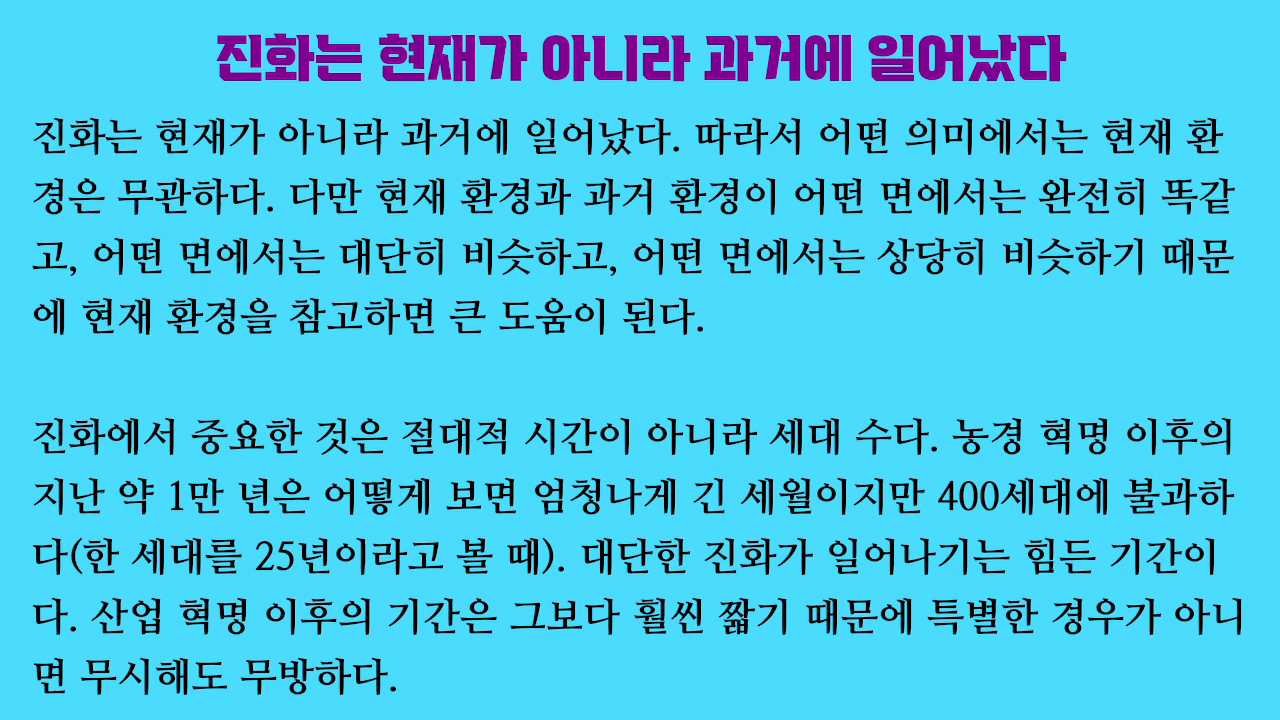 진화는 현재가 아니라 과거에 일어났다
진화는 현재가 아니라 과거에 일어났다. 따라서 어떤 의미에서는 현재 환
경은 무관하다. 다만 현재 환경과 과거 환경이 어떤 면에서는 완전히 똑같
고, 어떤 면에서는 대단히 비슷하고, 어떤 면에서는 상당히 비슷하기 때문
에 현재 환경을 참고하면 큰 도움이 된다.
진화에서 중요한 것은 절대적 시간이 아니라 세대 수다. 농경 혁명 이후의
지난 약 1만 년은 어떻게 보면 엄청나게 긴 세월이지만 400세대에 불과하
다(한 세대를 25년이라고 볼 때). 대단한 진화가 일어나기는 힘든 기간이
다. 산업 혁명 이후의 기간은 그보다 훨씬 짧기 때문에 특별한 경우가 아니
면 무시해도 무방하다.